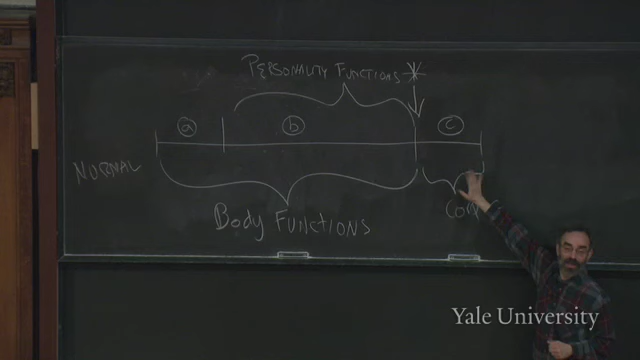 PERSONALITY FUNCTIONS *
a b c
NORMAL
Body FUNCTIONS
Yale University